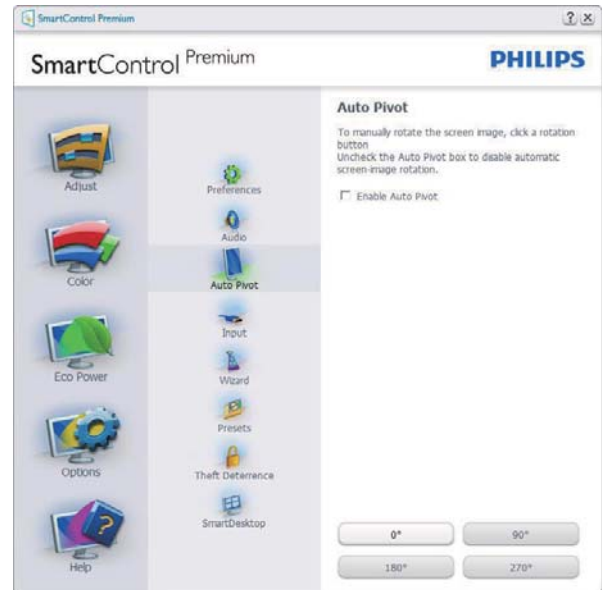 SmartControl Premium
? x
SmartControl Premium
PHILIPS
Adjust
Color
Eco Power
Options
Help
Preferences
Audio
Auto Pivot
Input
Wizard
Presets
Theft Deterrence
SmartDesktop
Auto Pivot
To manually rotate the screen image, click a rotation
button
Uncheck the Auto Pivot box to disable automatic
screen-image rotation.
Enable Auto Pivot
0° 90°
180° 270°